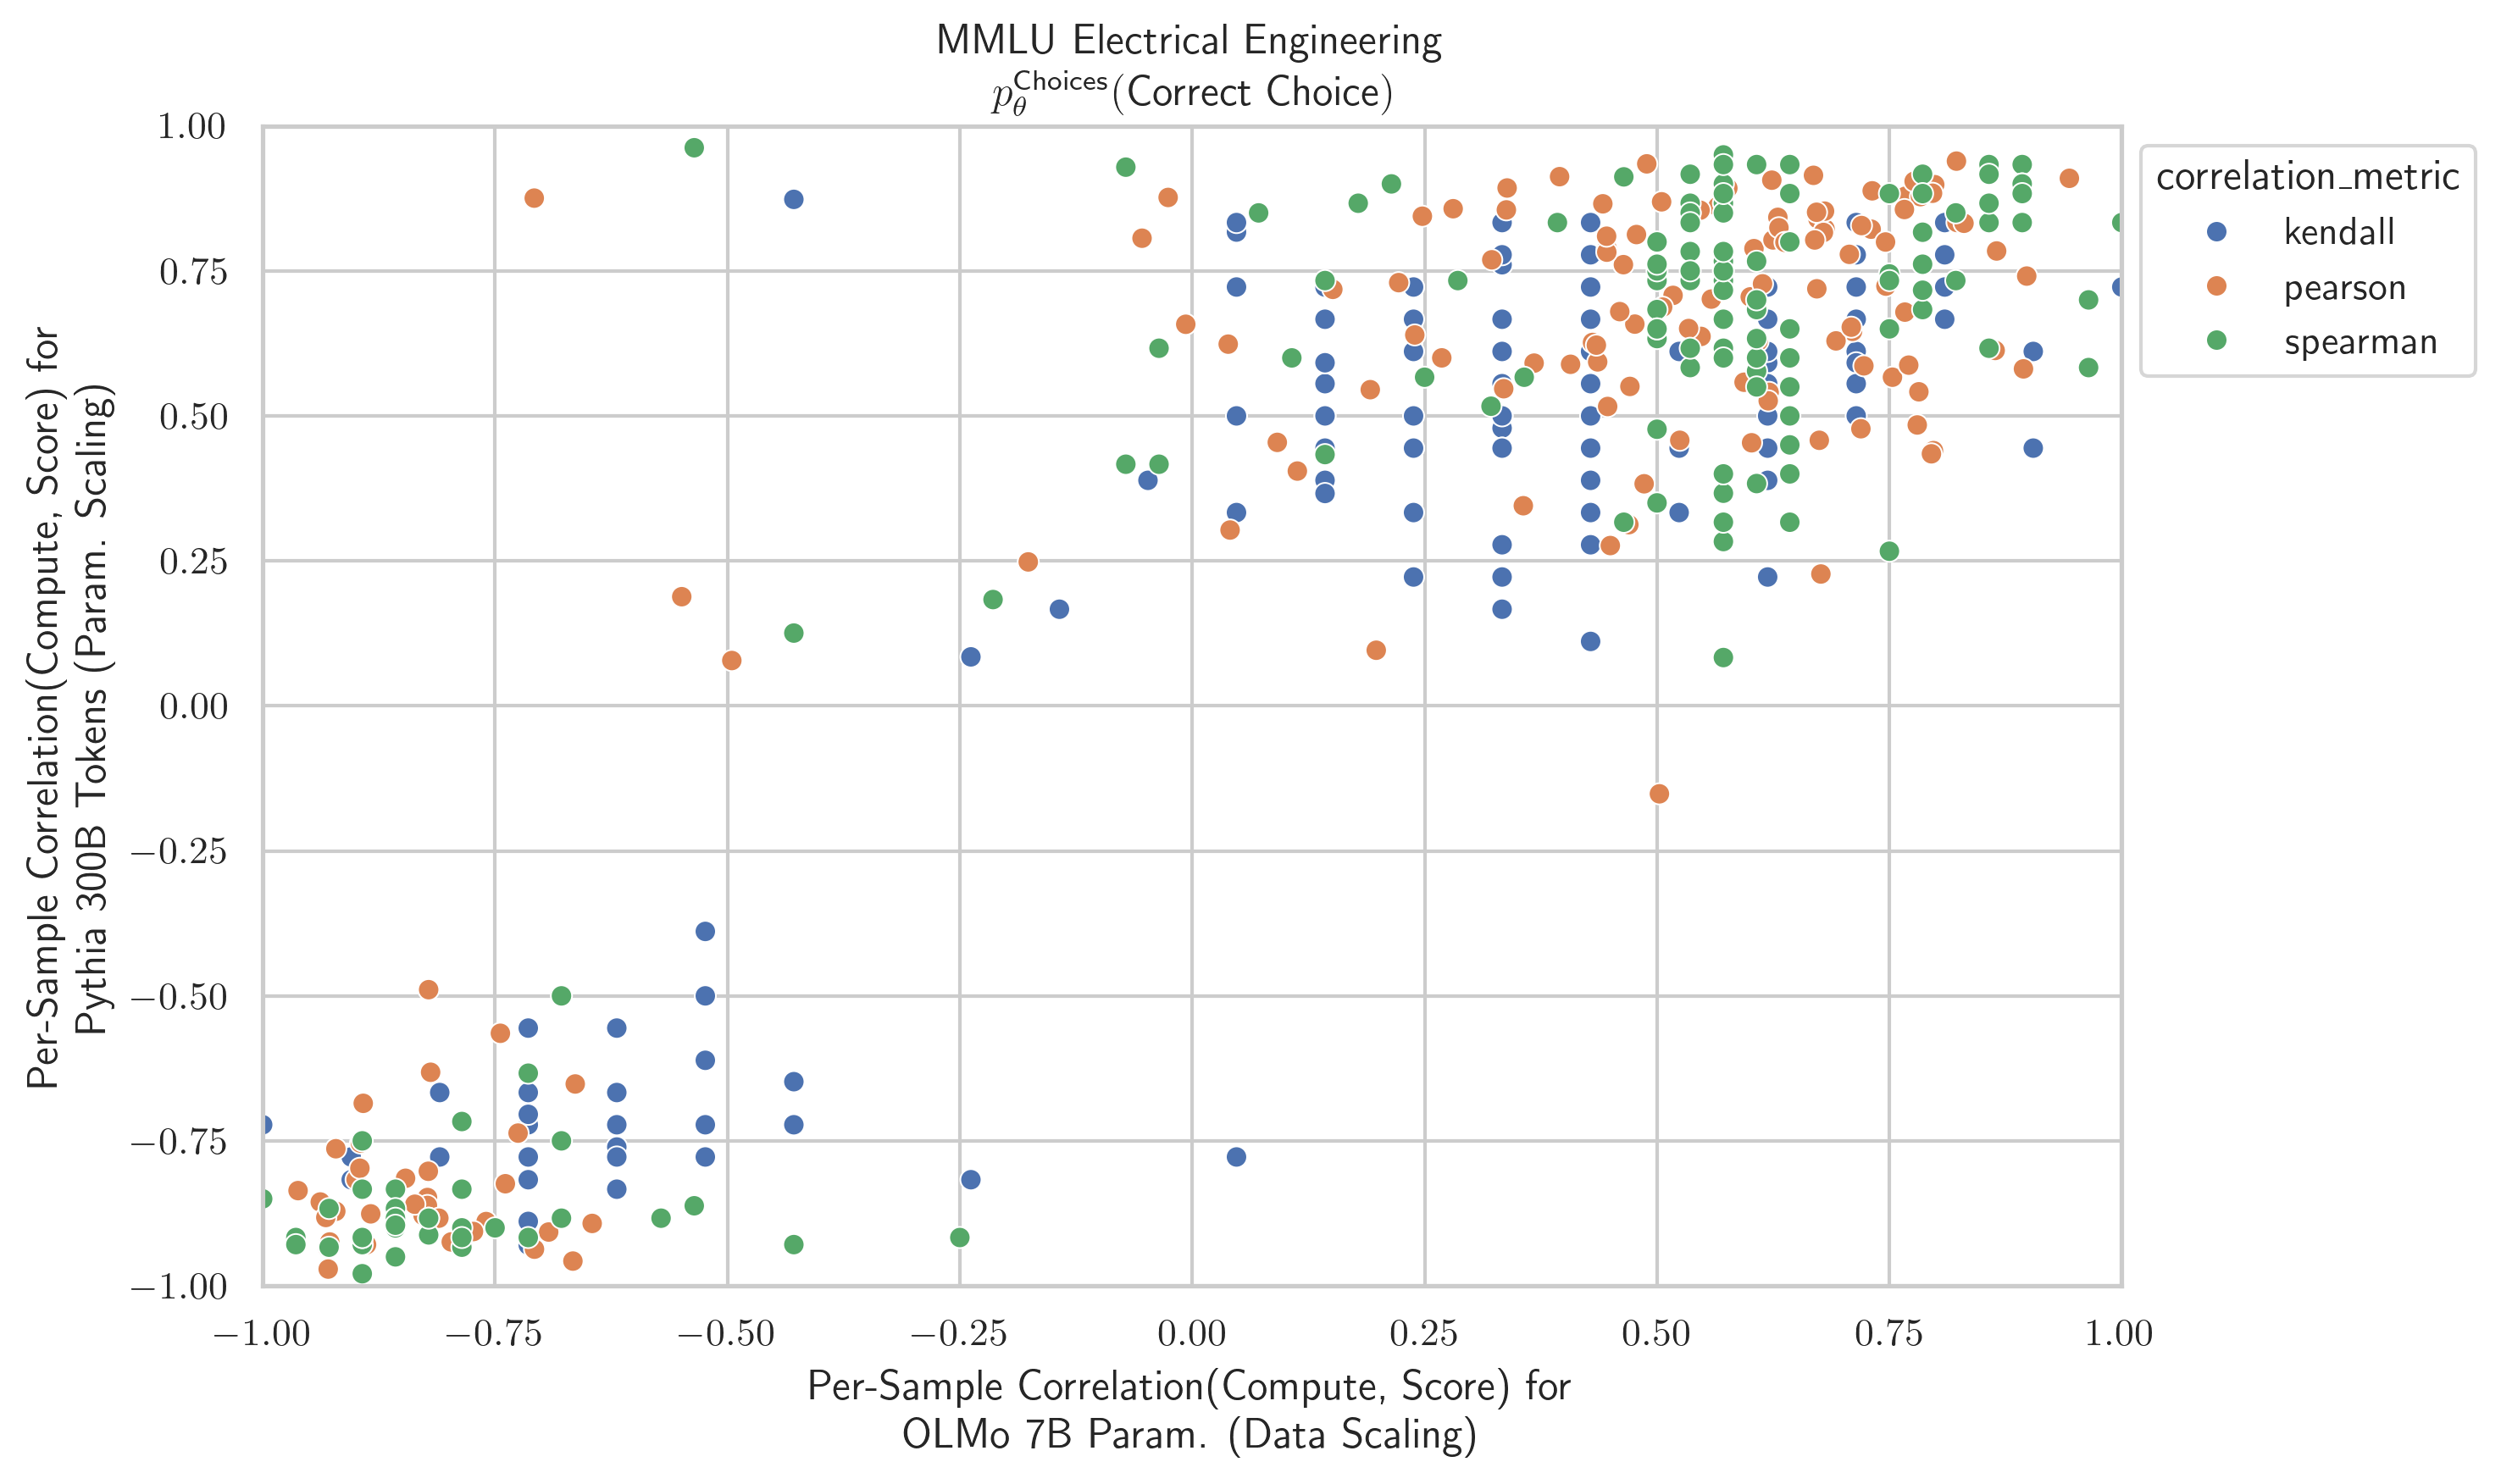 MMLU Electrical Engineering
p_θ^Choices(Correct Choice)
1.00
0.75
0.50
0.25
0.00
−0.25
−0.50
−0.75
−1.00
Per-Sample Correlation(Compute, Score) for
Pythia 300B Tokens (Param. Scaling)
−1.00
−0.75
−0.50
−0.25
0.00
0.25
0.50
0.75
1.00
Per-Sample Correlation(Compute, Score) for
OLMo 7B Param. (Data Scaling)
correlation_metric
kendall
pearson
spearman